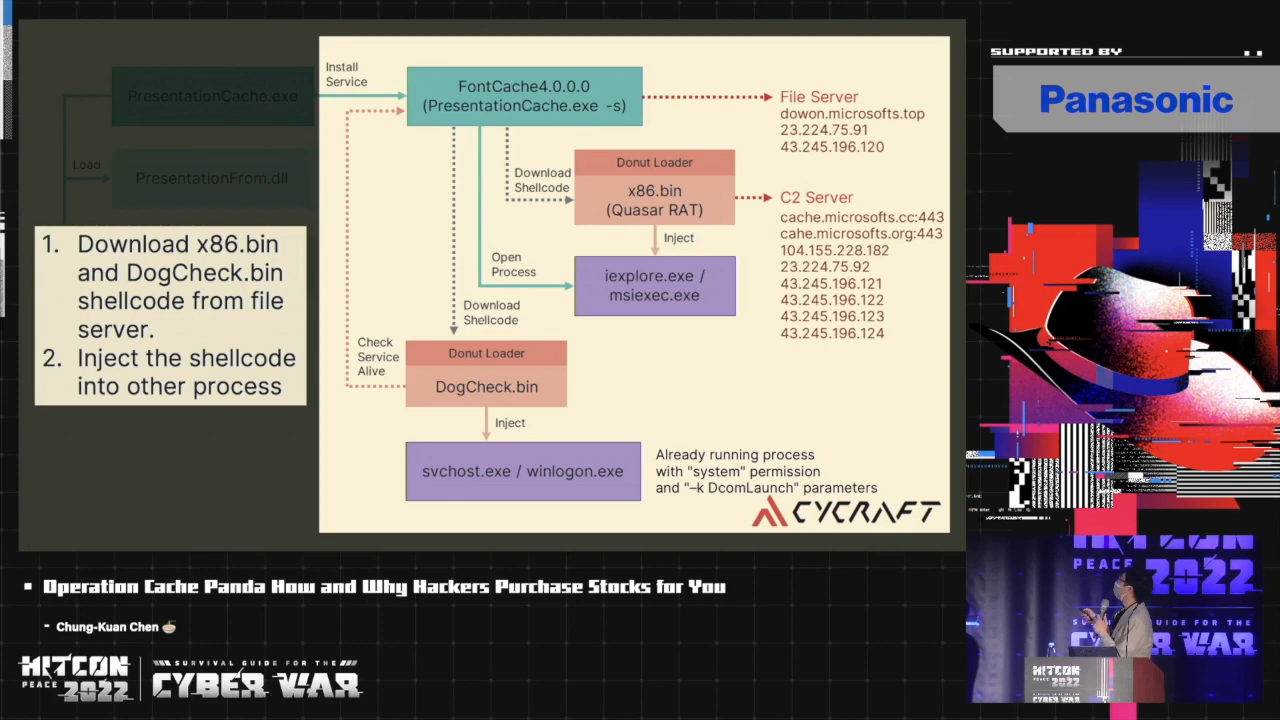 PresentationCache.exe
Load
PresentationFrom.dll
1. Download x86.bin
and DogCheck.bin
shellcode from file
server.
2. Inject the shellcode
into other process
Install
Service
FontCache4.0.0.0
(PresentationCache.exe -s)
File Server
dowon.microsofts.top
23.224.75.91
43.245.196.120
Download
Shellcode
Donut Loader
x86.bin
(Quasar RAT)
C2 Server
cache.microsofts.cc:443
cahe.microsofts.org:443
104.155.228.182
23.224.75.92
43.245.196.121
43.245.196.122
43.245.196.123
43.245.196.124
Inject
Open
Process
iexplore.exe /
msiexec.exe
Download
Shellcode
Check
Service
Alive
Donut Loader
DogCheck.bin
Inject
svchost.exe / winlogon.exe
Already running process
with "system" permission
and "–k DcomLaunch" parameters
CYCRAFT
SUPPORTED BY
Panasonic
Operation Cache Panda How and Why Hackers Purchase Stocks for You
- Chung-Kuan Chen
HITCON
PEACE 2022
SURVIVAL GUIDE FOR THE
CYBER WAR
HITCON
PEACE
2022
HITCON
2022